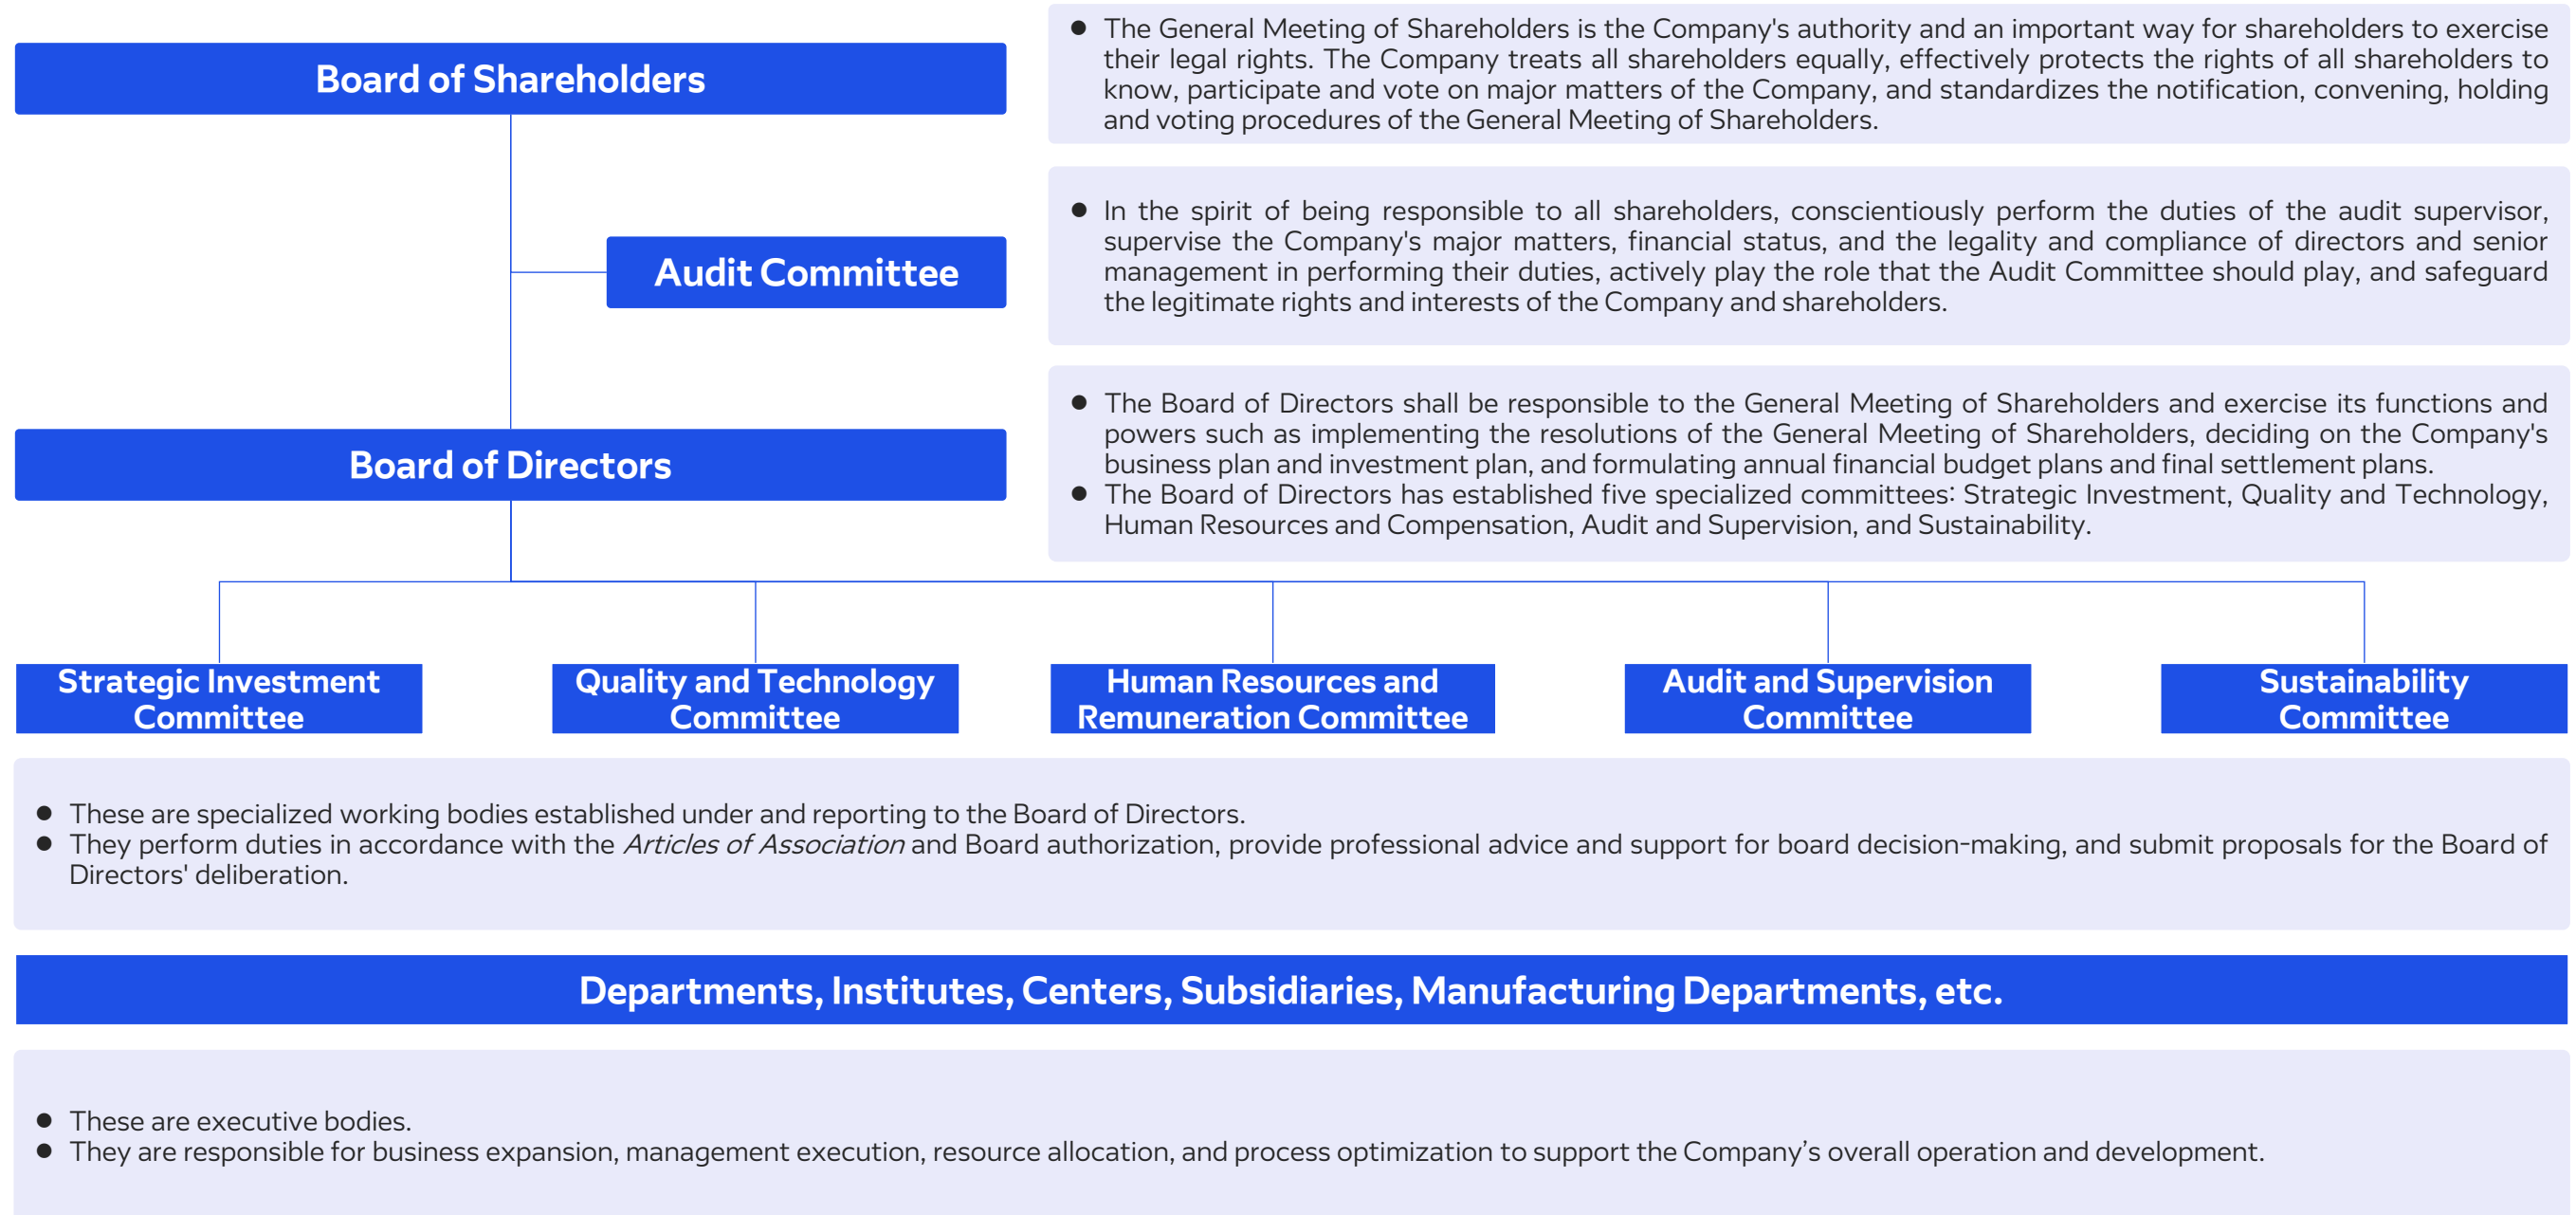 Board of Shareholders
● The General Meeting of Shareholders is the Company's authority and an important way for shareholders to exercise
their legal rights. The Company treats all shareholders equally, effectively protects the rights of all shareholders to
know, participate and vote on major matters of the Company, and standardizes the notification, convening, holding
and voting procedures of the General Meeting of Shareholders.
Audit Committee
● In the spirit of being responsible to all shareholders, conscientiously perform the duties of the audit supervisor,
supervise the Company's major matters, financial status, and the legality and compliance of directors and senior
management in performing their duties, actively play the role that the Audit Committee should play, and safeguard
the legitimate rights and interests of the Company and shareholders.
Board of Directors
● The Board of Directors shall be responsible to the General Meeting of Shareholders and exercise its functions and
powers such as implementing the resolutions of the General Meeting of Shareholders, deciding on the Company's
business plan and investment plan, and formulating annual financial budget plans and final settlement plans.
● The Board of Directors has established five specialized committees: Strategic Investment, Quality and Technology,
Human Resources and Compensation, Audit and Supervision, and Sustainability.
Strategic Investment
Committee
Quality and Technology
Committee
Human Resources and
Remuneration Committee
Audit and Supervision
Committee
Sustainability
Committee
● These are specialized working bodies established under and reporting to the Board of Directors.
● They perform duties in accordance with the Articles of Association and Board authorization, provide professional advice and support for board decision-making, and submit proposals for the Board of
Directors' deliberation.
Departments, Institutes, Centers, Subsidiaries, Manufacturing Departments, etc.
● These are executive bodies.
● They are responsible for business expansion, management execution, resource allocation, and process optimization to support the Company’s overall operation and development.